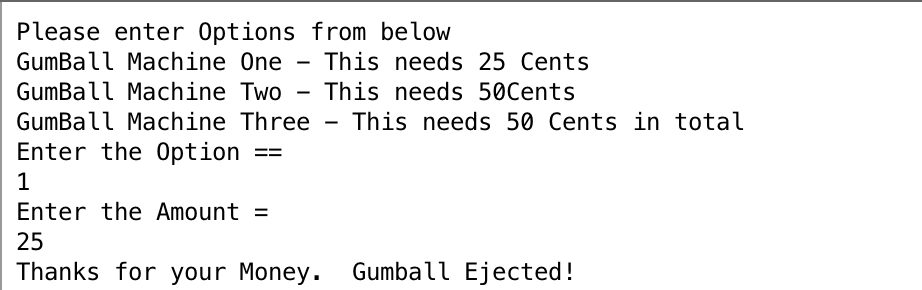 Please enter Options from below
GumBall Machine One – This needs 25 Cents
GumBall Machine Two – This needs 50Cents
GumBall Machine Three – This needs 50 Cents in total
Enter the Option ==
1
Enter the Amount =
25
Thanks for your Money.  Gumball Ejected!